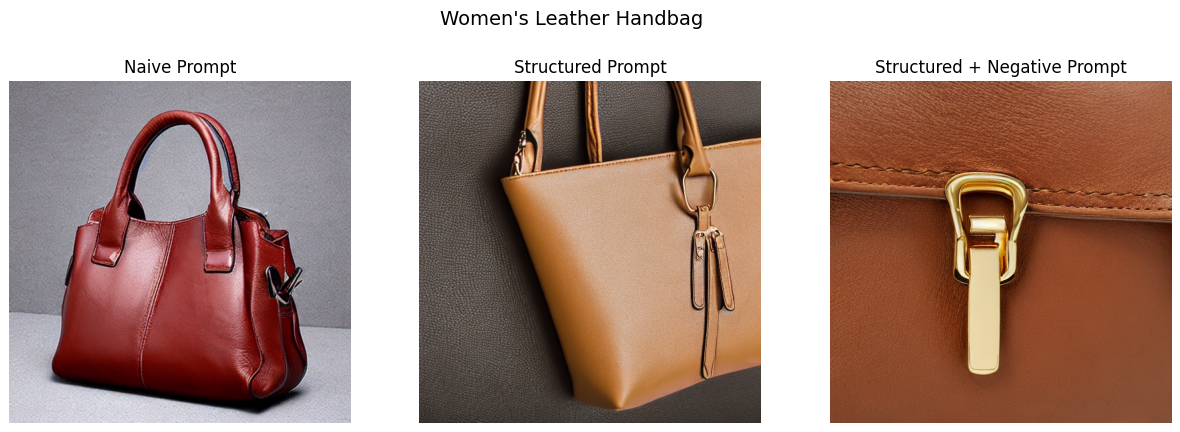 Women's Leather Handbag
Naive Prompt
Structured Prompt
Structured + Negative Prompt